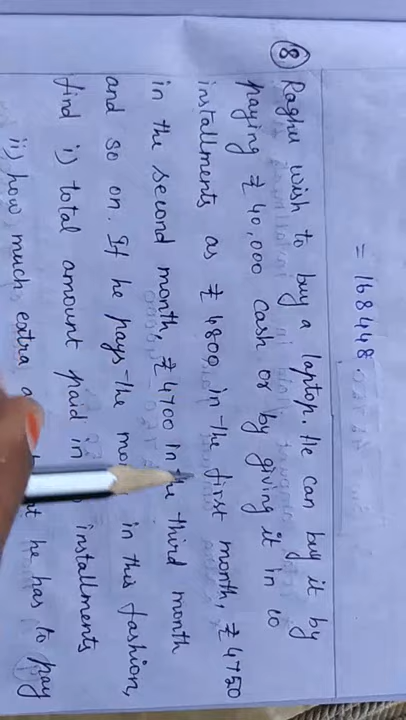 = 168448.
(8) Raghu wish to buy a laptop. He can buy it by
paying ₹ 40,000 cash or by giving it in 10
installments as ₹ 4800 in the first month, ₹ 4750
in the second month, ₹ 4700 in the third month
and so on. If he pays the in this fashion,
find i) total amount paid in installments
ii) how much extra he has to pay